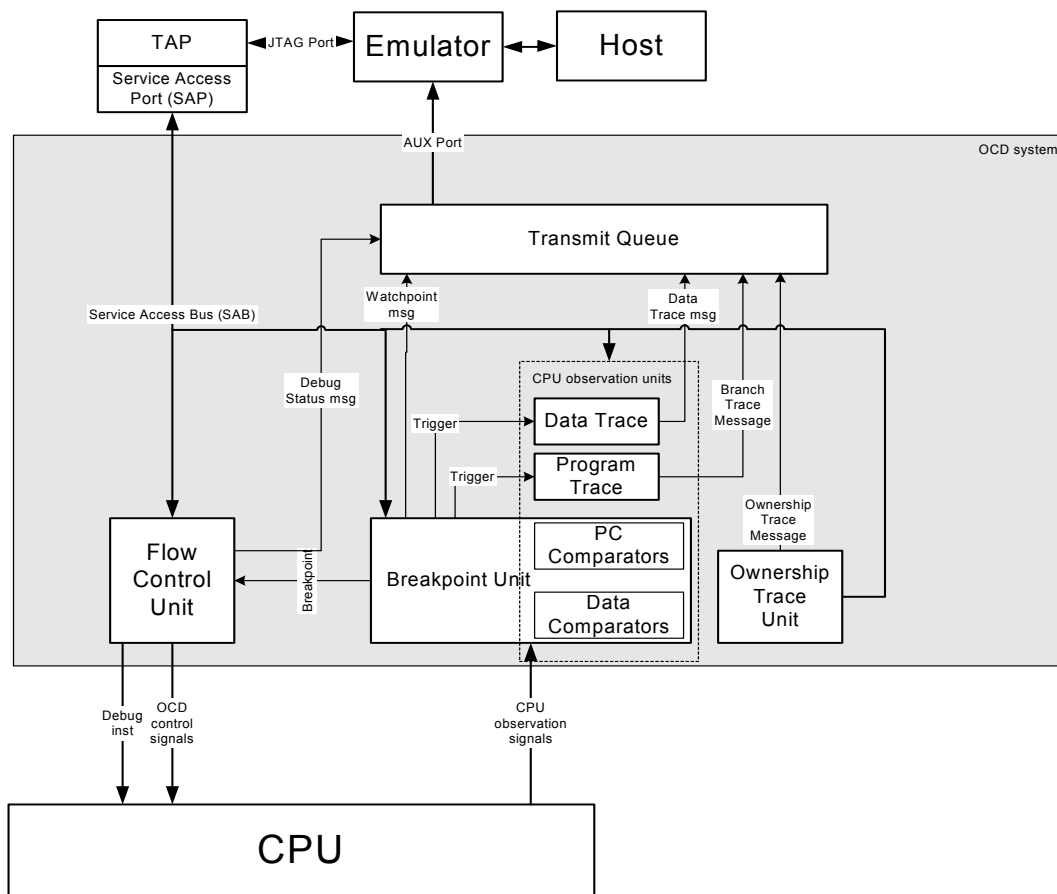 TAP
JTAG Port
Emulator
Host
Service Access
Port (SAP)
AUX Port
OCD system
Transmit Queue
Watchpoint
msg
Data
Trace msg
Service Access Bus (SAB)
Debug
Status msg
CPU observation units
Branch
Trace
Message
Trigger
Data Trace
Trigger
Program
Trace
Ownership
Trace
Message
Flow
Control
Unit
Breakpoint
Breakpoint Unit
PC
Comparators
Data
Comparators
Ownership
Trace
Unit
Debug
inst
OCD
control
signals
CPU
observation
signals
CPU